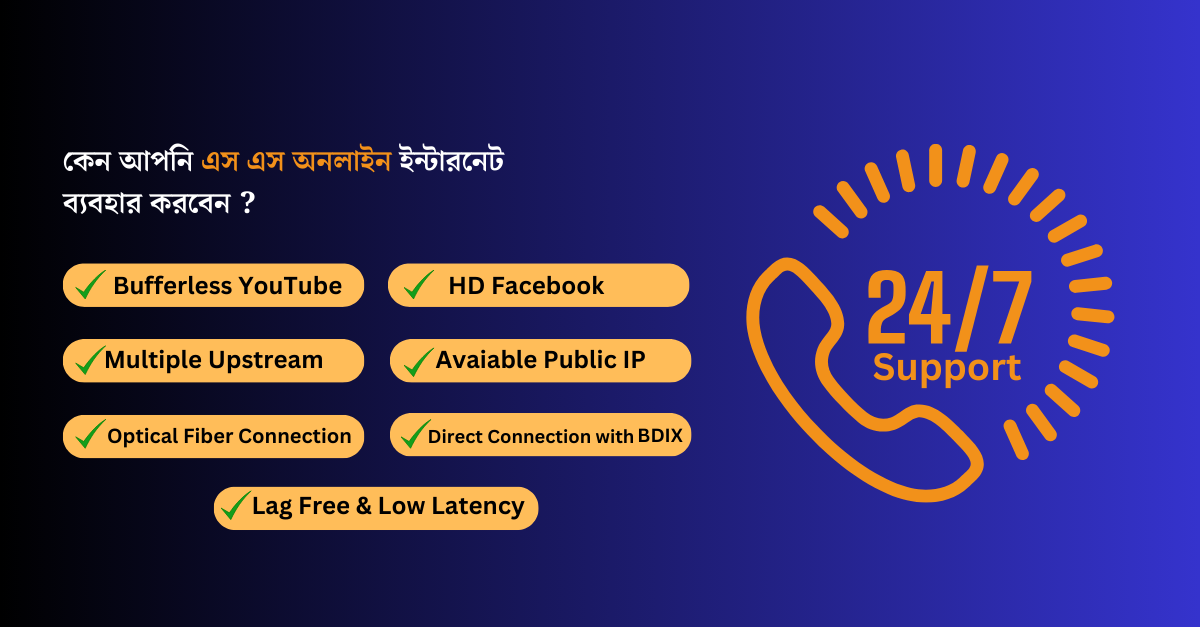 কেন আপনি এস এস অনলাইন ইন্টারনেট
ব্যবহার করবেন ?
Bufferless YouTube
HD Facebook
Multiple Upstream
Avaiable Public IP
Optical Fiber Connection
Direct Connection with BDIX
Lag Free & Low Latency
24/7
Support